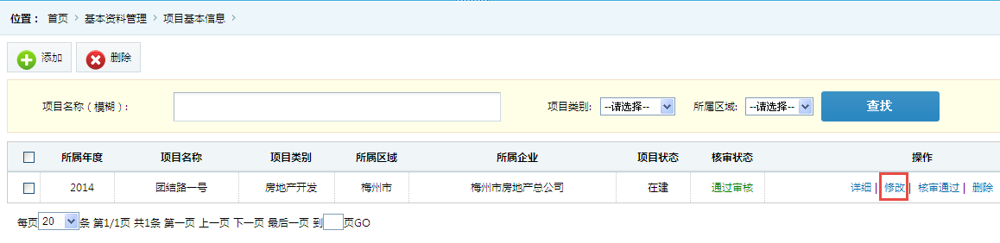 位置： 首页 > 基本资料管理 > 项目基本信息 >
添加 删除
项目名称（模糊）: 项目类别: --请选择-- 所属区域: --请选择-- 查找
所属年度 项目名称 项目类别 所属区域 所属企业 项目状态 核审状态 操作
2014 团结路一号 房地产开发 梅州市 梅州市房地产总公司 在建 通过审核 详细 | 修改 | 核审通过 | 删除
每页 20 条 第1/1页 共1条 第一页 上一页 下一页 最后一页 到 页GO